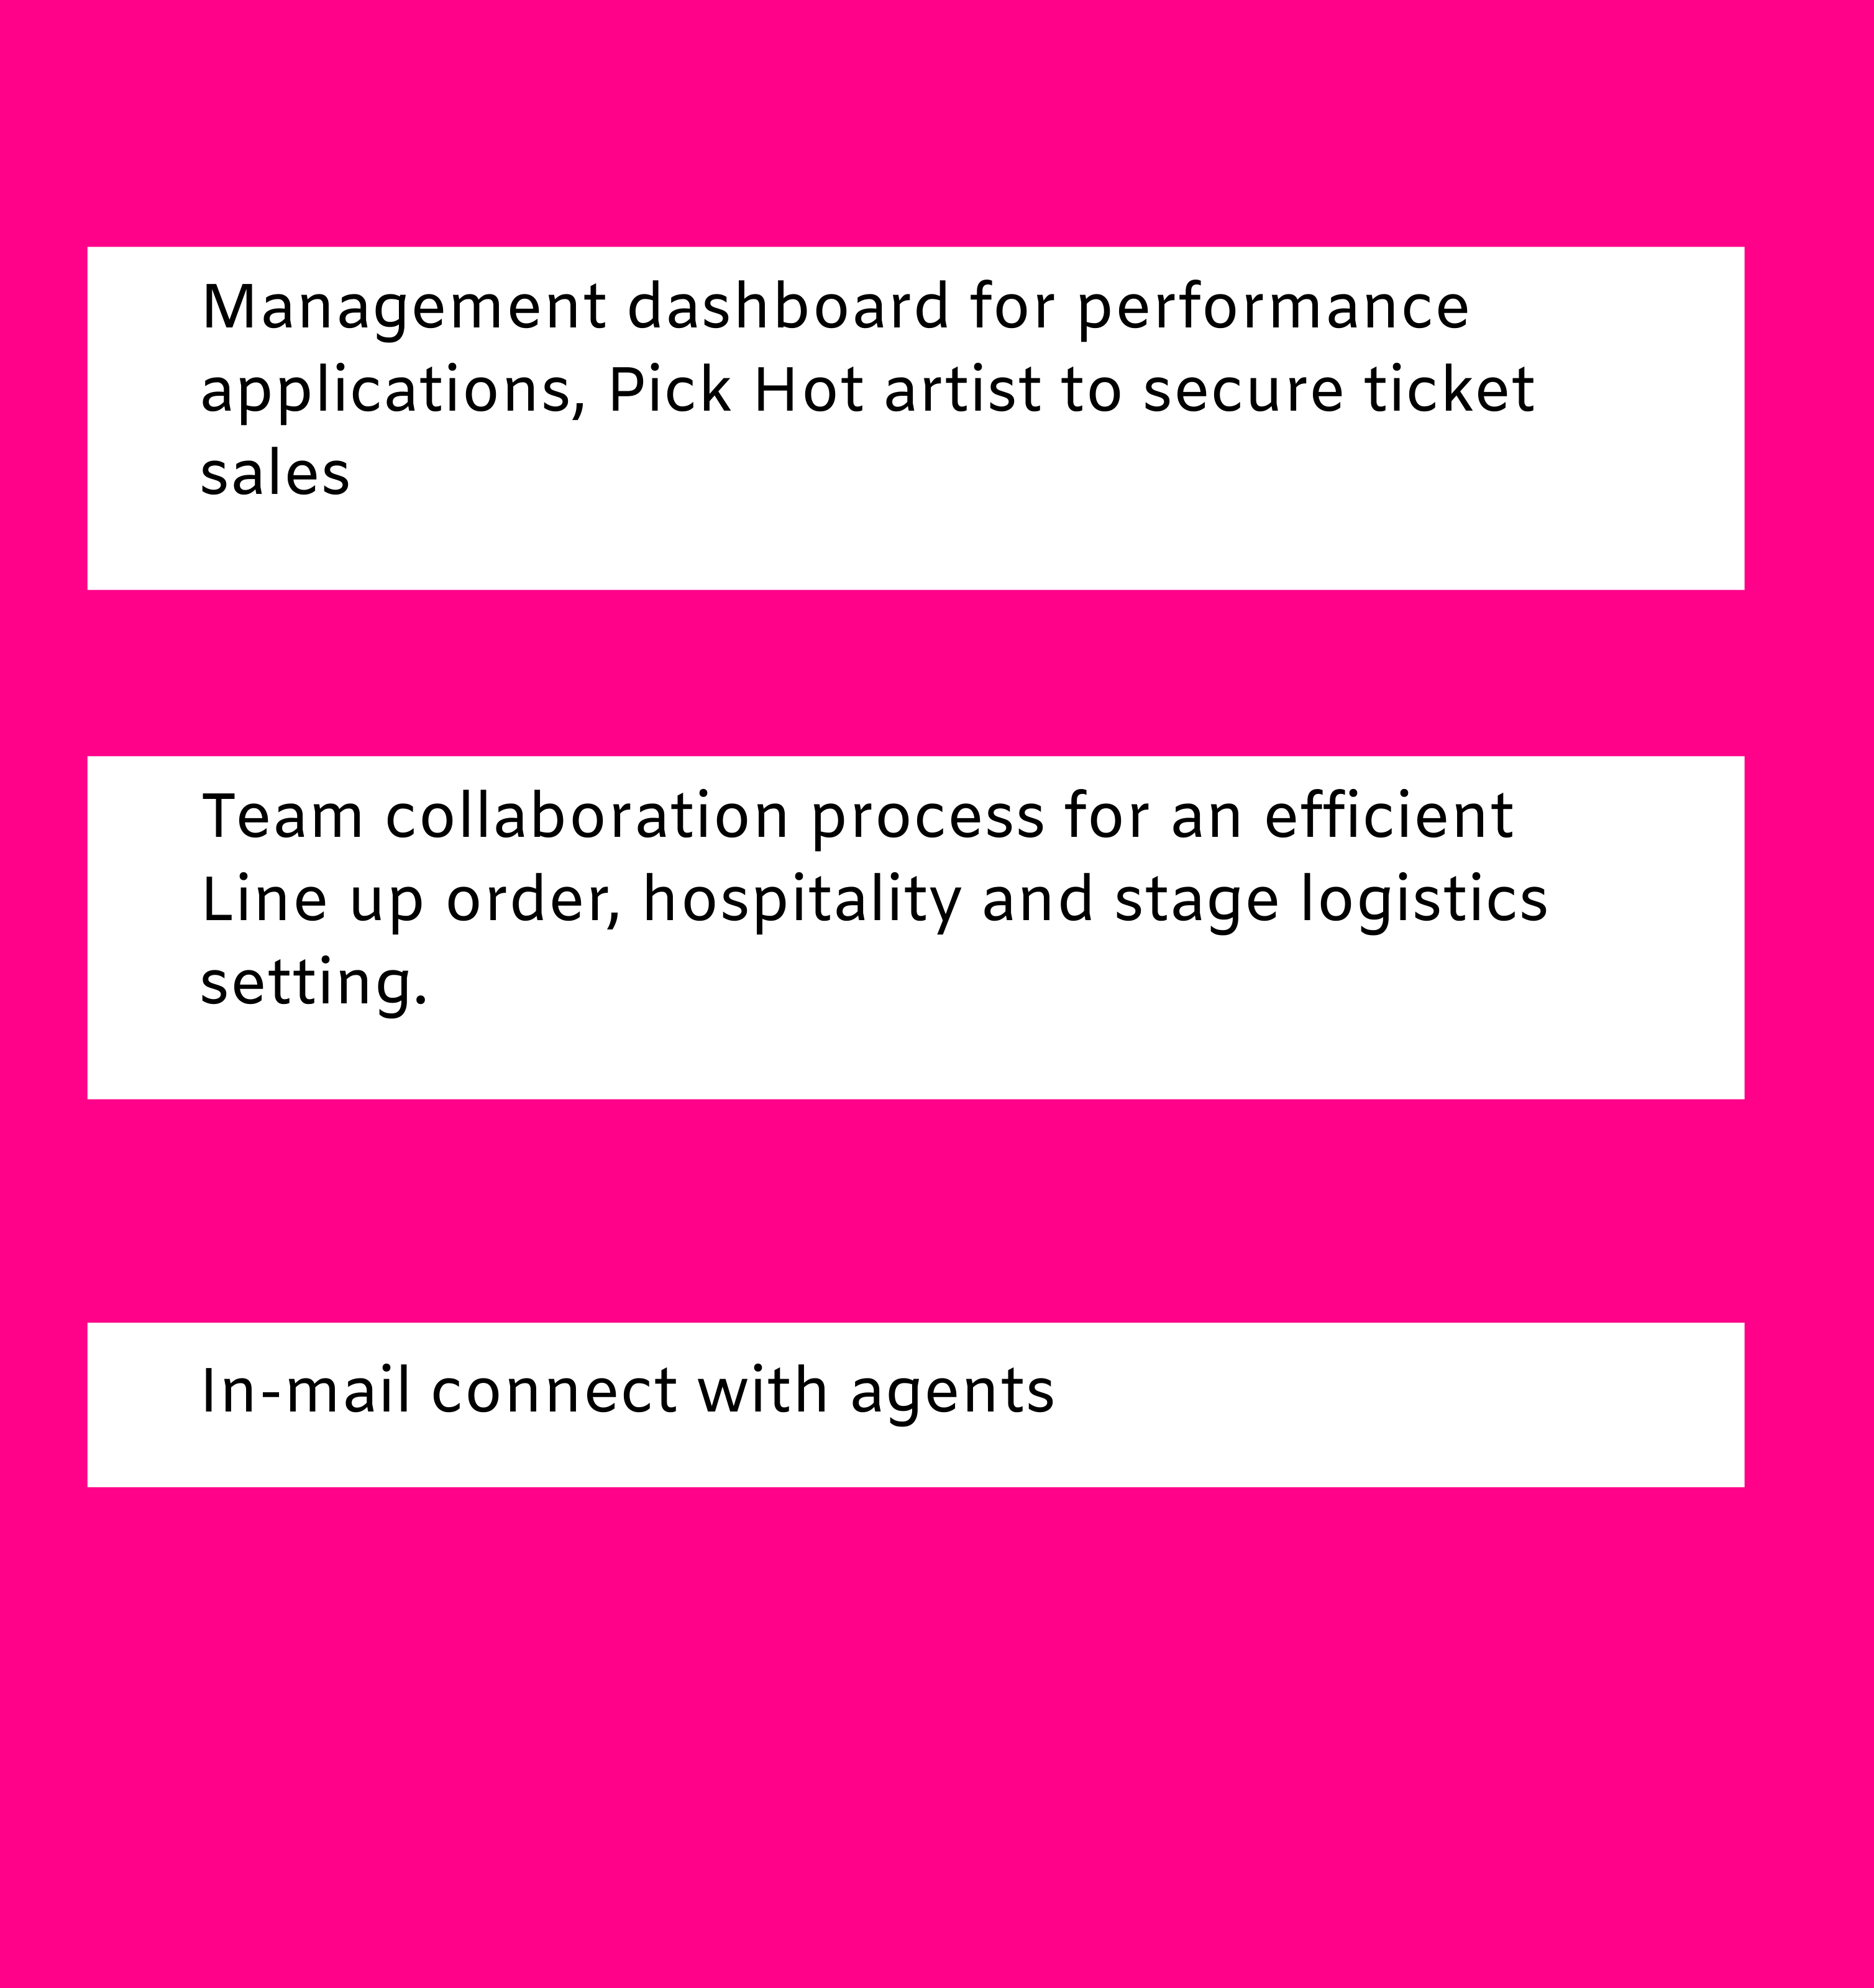 Management dashboard for performance
applications, Pick Hot artist to secure ticket
sales
Team collaboration process for an efficient
Line up order, hospitality and stage logistics
setting.
In-mail connect with agents